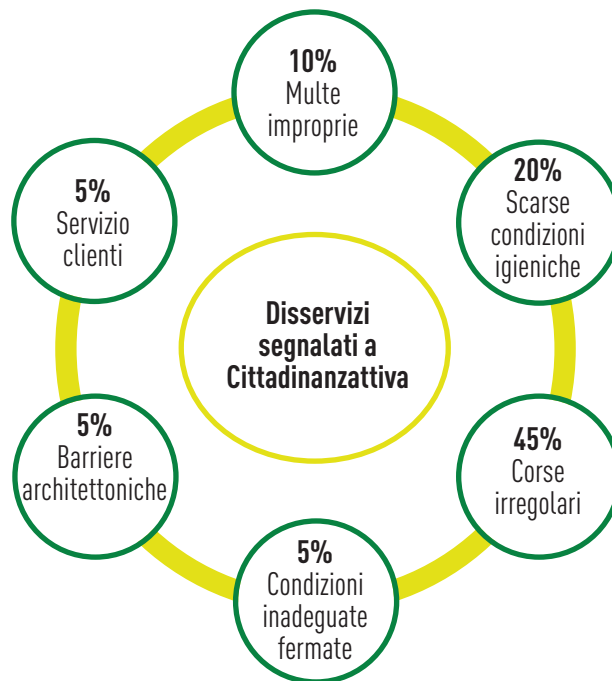 10%
Multe
improprie
20%
Scarse
condizioni
igieniche
45%
Corse
irregolari
5%
Condizioni
inadeguate
fermate
5%
Barriere
architettoniche
5%
Servizio
clienti
Disservizi
segnalati a
Cittadinanzattiva